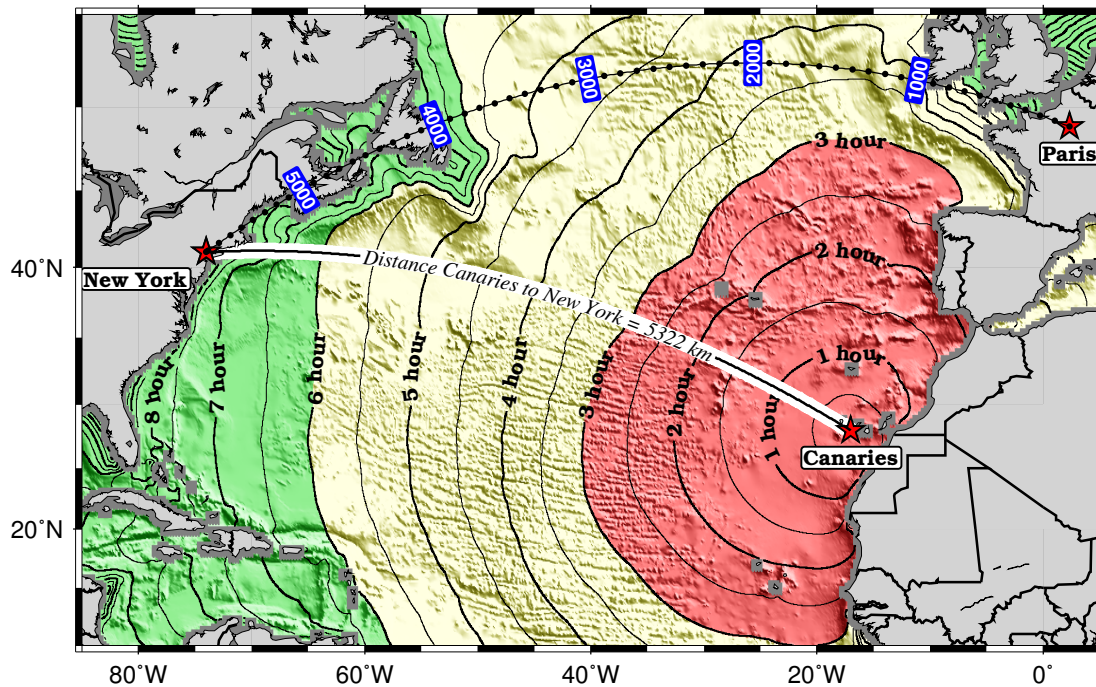 2000
3000
1000
4000
Paris
3 hour
5000
2 hour
40°N
New York
Distance Canaries to New York = 5322 km
1 hour
8 hour
7 hour
6 hour
5 hour
4 hour
3 hour
2 hour
1 hour
Canaries
20°N
80°W
60°W
40°W
20°W
0°